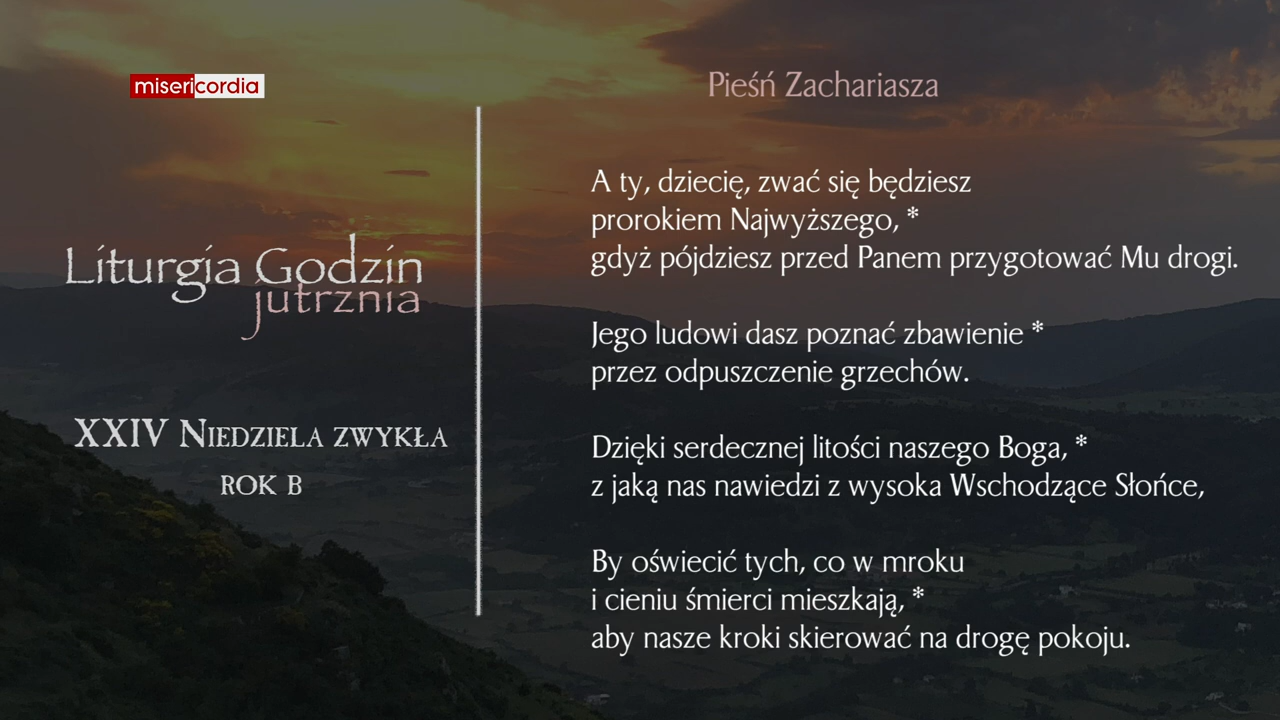 misericordia
Liturgia Godzin
jutrznia
XXIV Niedziela zwykła
rok B
Pieśń Zachariasza
A ty, dziecię, zwać się będziesz
prorokiem Najwyższego, *
gdyż pójdziesz przed Panem przygotować Mu drogi.
Jego ludowi dasz poznać zbawienie *
przez odpuszczenie grzechów.
Dzięki serdecznej litości naszego Boga, *
z jaką nas nawiedzi z wysoka Wschodzące Słońce,
By oświecić tych, co w mroku
i cieniu śmierci mieszkają, *
aby nasze kroki skierować na drogę pokoju.